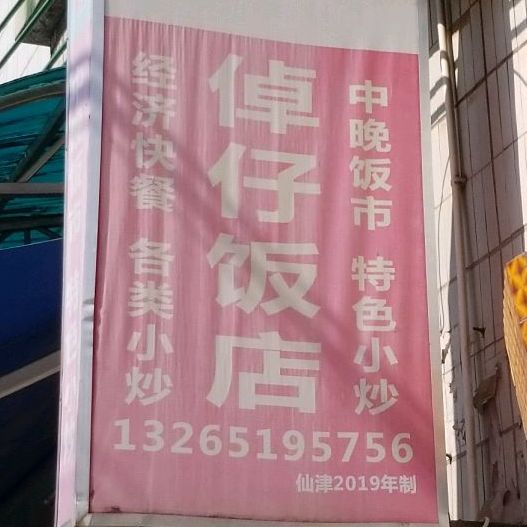 中晚饭市 特色小炒
倬仔饭店
经济快餐 各类小炒
13265195756
仙津2019年制